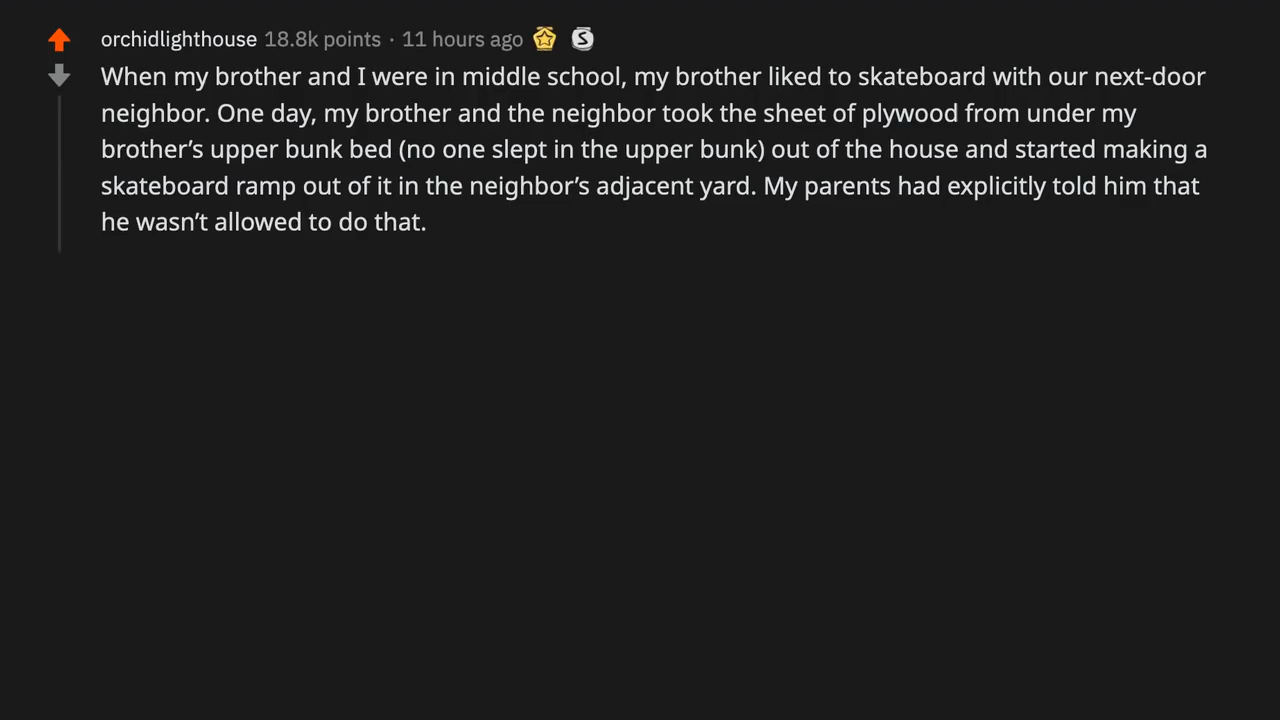 orchidlighthouse 18.8k points · 11 hours ago
When my brother and I were in middle school, my brother liked to skateboard with our next-door
neighbor. One day, my brother and the neighbor took the sheet of plywood from under my
brother’s upper bunk bed (no one slept in the upper bunk) out of the house and started making a
skateboard ramp out of it in the neighbor’s adjacent yard. My parents had explicitly told him that
he wasn’t allowed to do that.